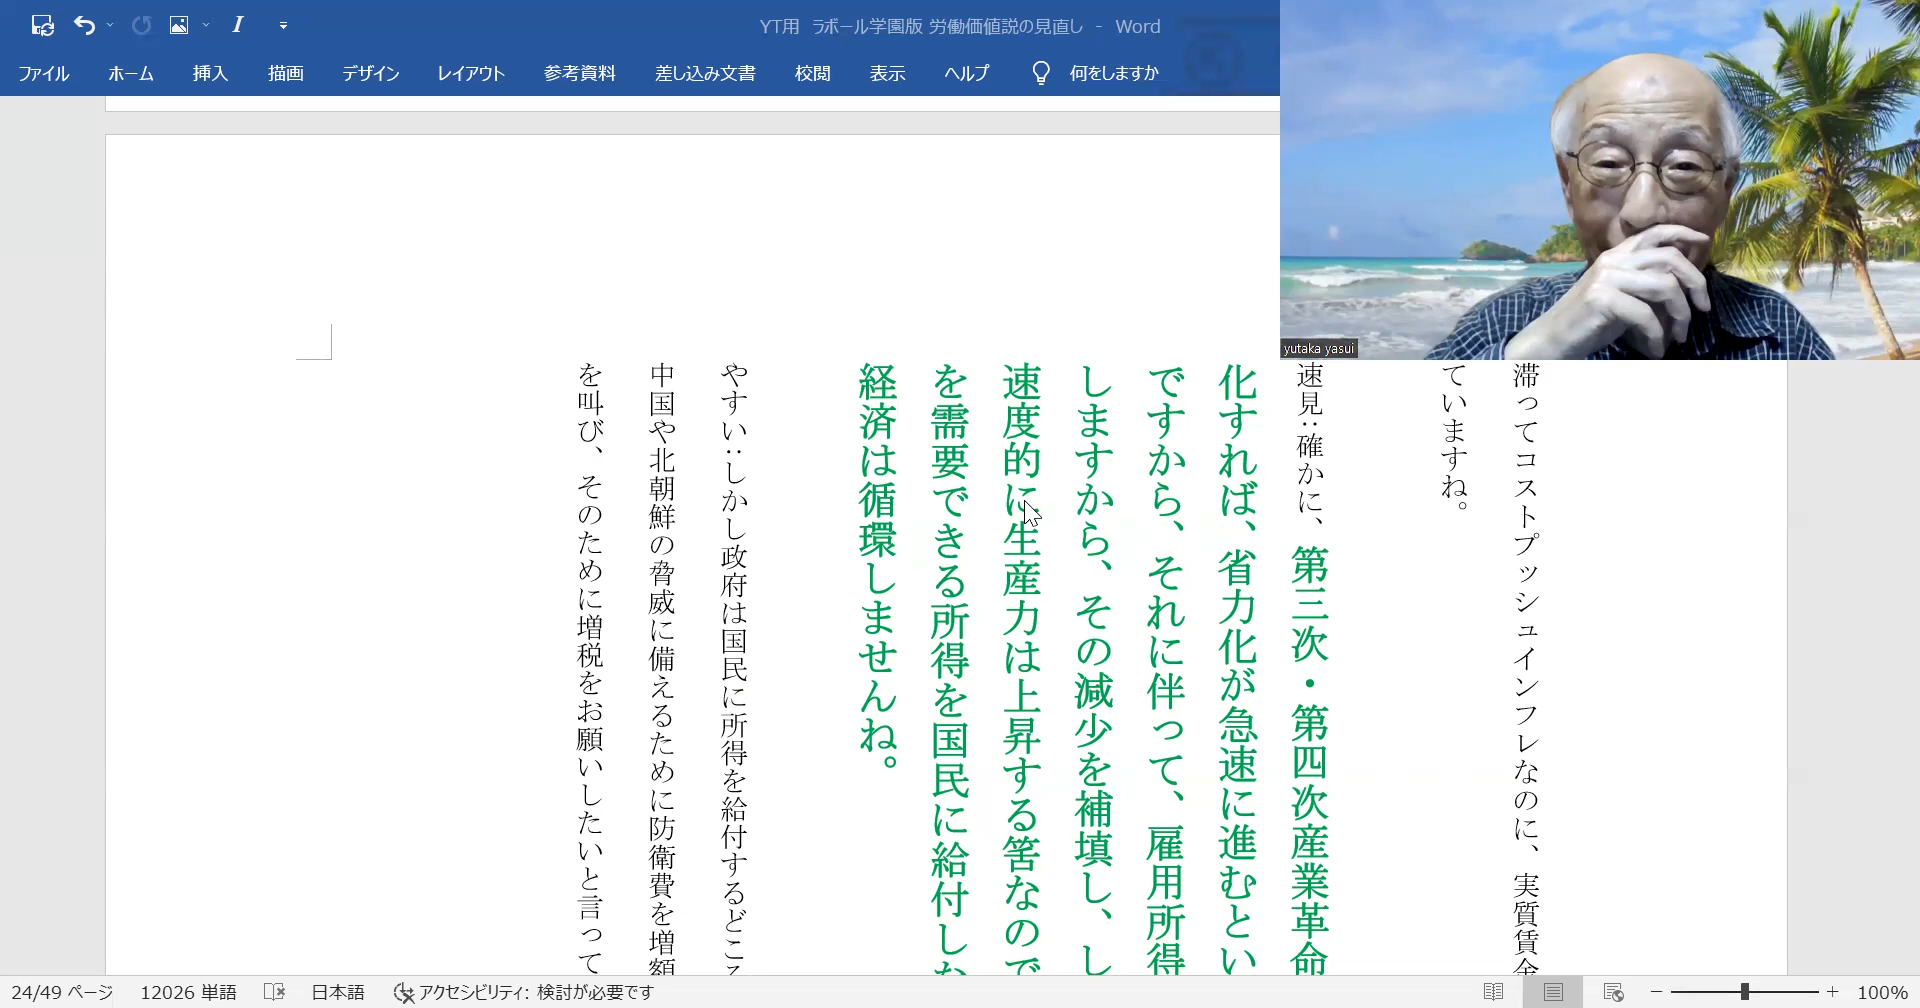 YT用 ラボール学園版 労働価値説の見直し - Word
ファイル ホーム 挿入 描画 デザイン レイアウト 参考資料 差し込み文書 校閲 表示 ヘルプ 何をしますか
yutaka yasui
滞ってコストプッシュインフレなのに、実質賃金
ていますね。
速見:確かに、第三次・第四次産業革命
化すれば、省力化が急速に進むとい
ですから、それに伴って、雇用所得
しますから、その減少を補填し、し
速度的に生産力は上昇する筈なので
を需要できる所得を国民に給付しな
経済は循環しませんね。
やすい:しかし政府は国民に所得を給付するどころ
中国や北朝鮮の脅威に備えるために防衛費を増額
を叫び、そのために増税をお願いしたいと言って
24/49 ページ 12026 単語 日本語 アクセシビリティ: 検討が必要です 100%